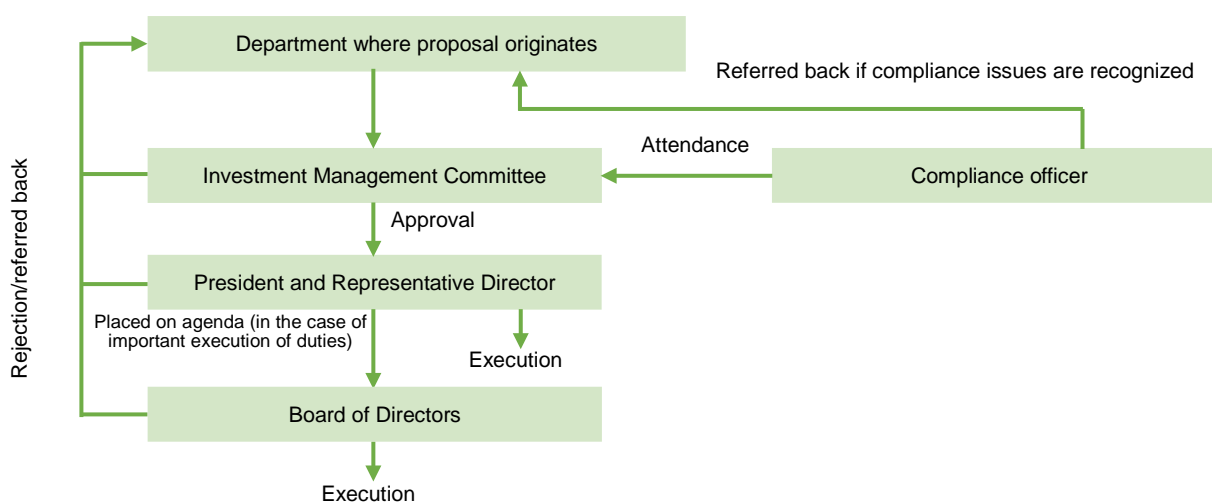 Department where proposal originates
Referred back if compliance issues are recognized
Attendance
Investment Management Committee
Compliance officer
Approval
Rejection/referred back
President and Representative Director
Placed on agenda (in the case of
important execution of duties)
Execution
Board of Directors
Execution